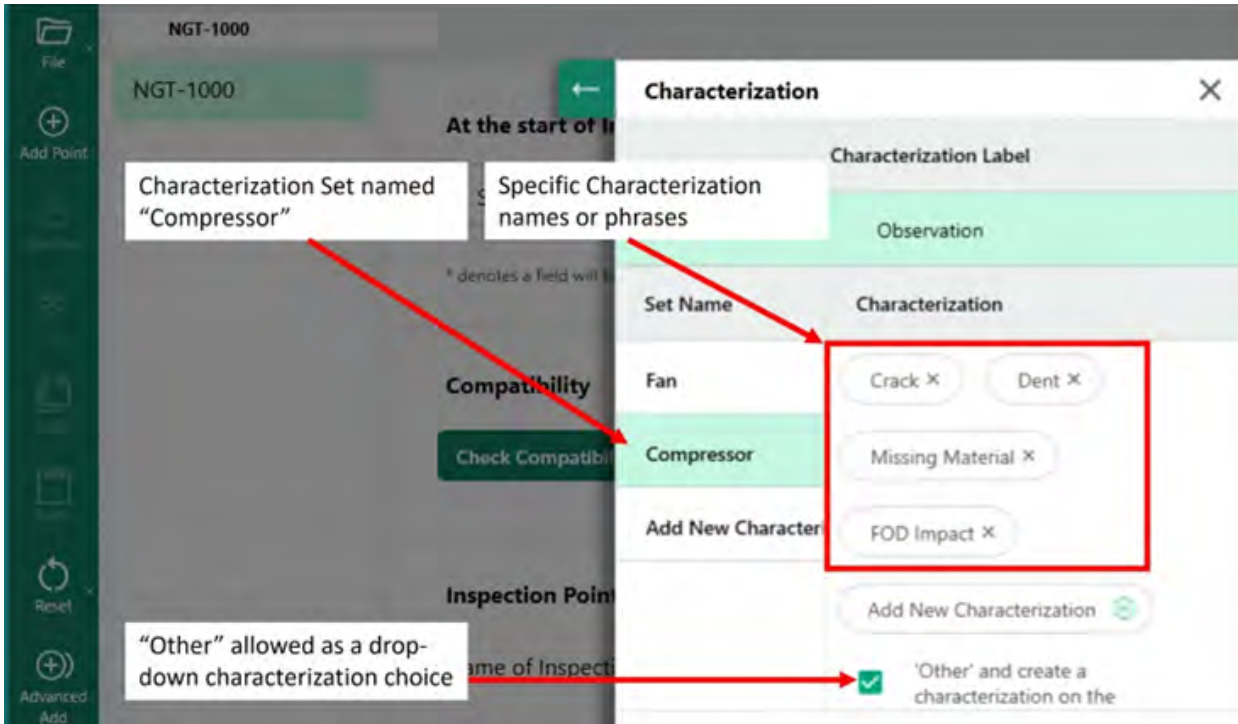 File
NGT-1000
NGT-1000
Add Point
At the start of
Characterization
Characterization Label
Characterization Set named
"Compressor"
Specific Characterization
names or phrases
Observation
* denotes a field will
Set Name
Characterization
Compatibility
Fan
Crack ×
Dent ×
Check Compatibil
Compressor
Missing Material ×
Add New Character
FOD Impact ×
Reset
Inspection Point
Add New Characterization
"Other" allowed as a drop-
down characterization choice
ame of Inspecti
'Other' and create a
characterization on the
Advanced
Add